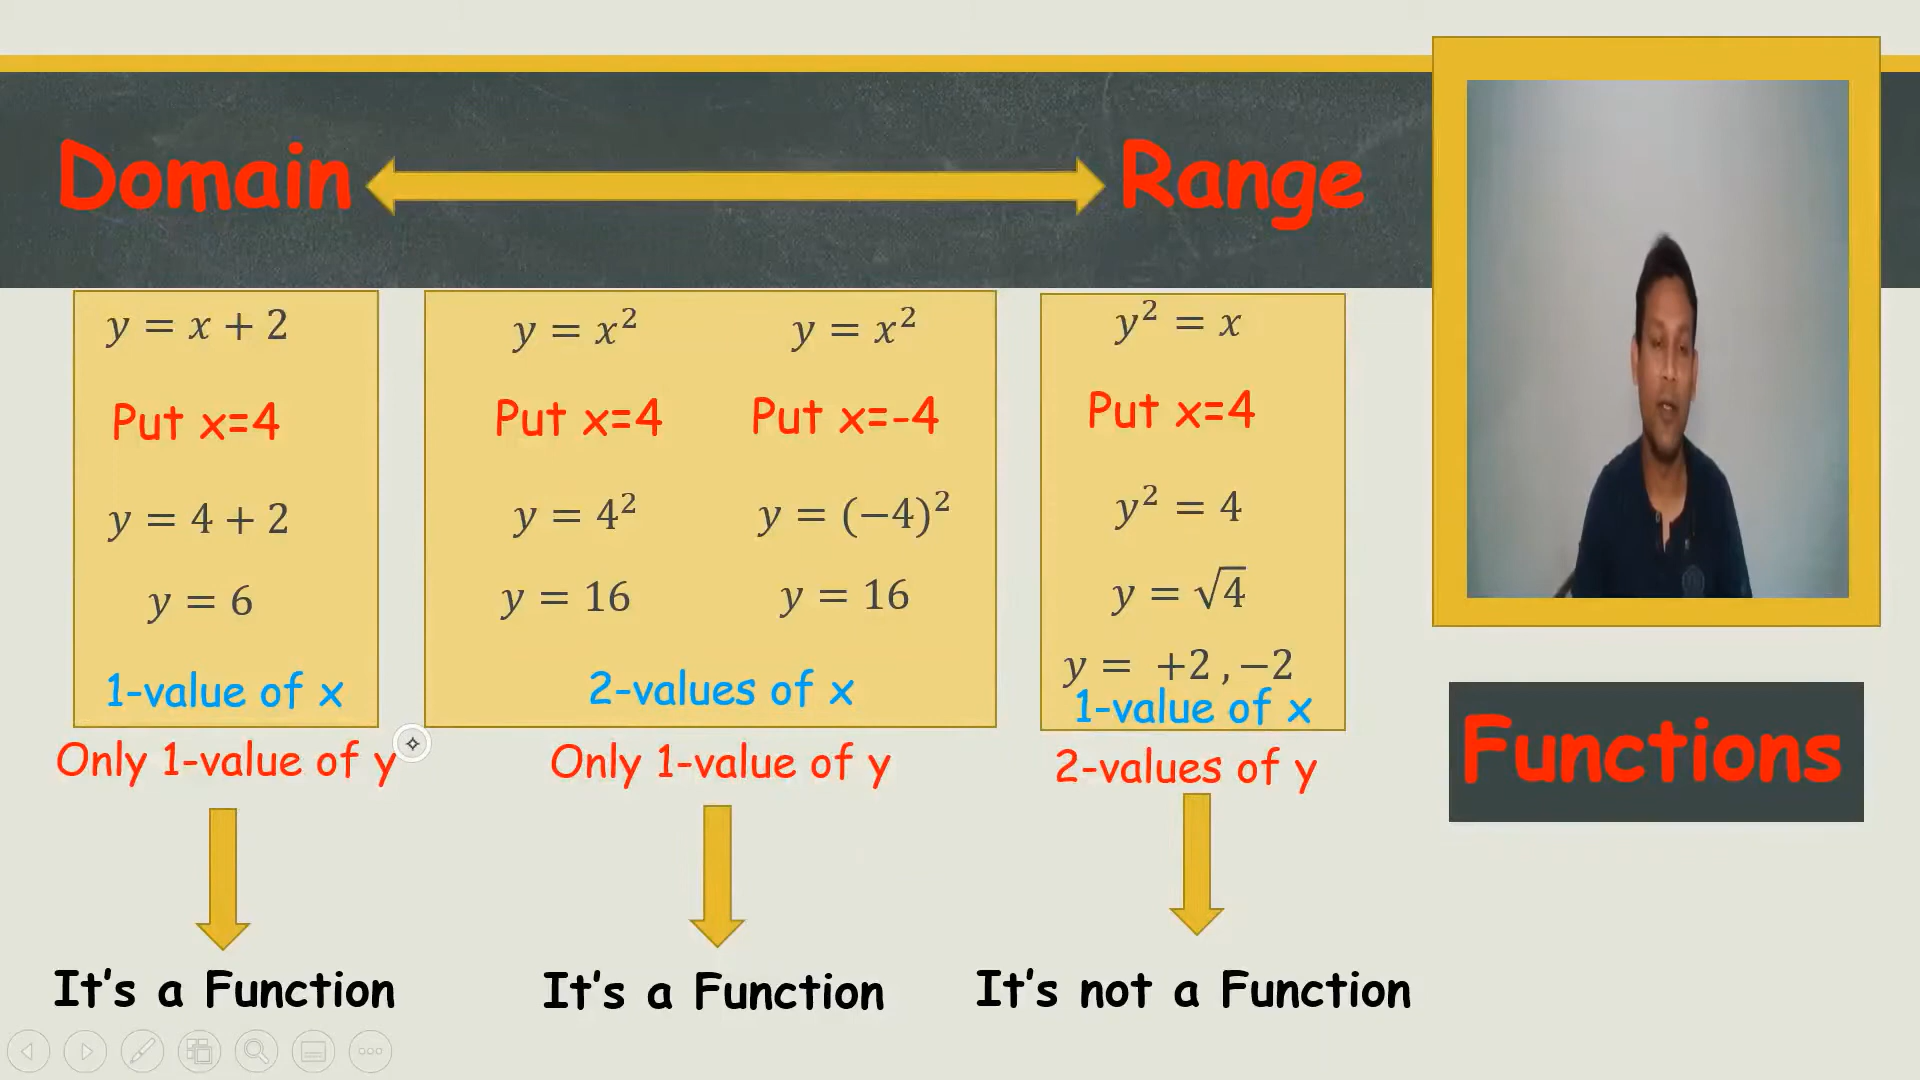 Domain
Range
y = x + 2
Put x=4
y = 4 + 2
y = 6
1-value of x
Only 1-value of y
It's a Function
y = x²
Put x=4
y = 4²
y = 16
y = x²
Put x=-4
y = (−4)²
y = 16
2-values of x
Only 1-value of y
It's a Function
y² = x
Put x=4
y² = 4
y = √4
y = +2 , −2
1-value of x
2-values of y
It's not a Function
Functions